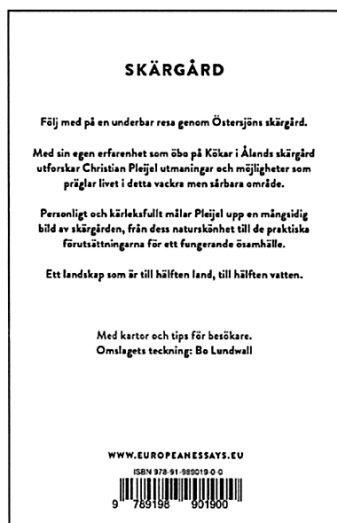 SKÄRGÅRD
Följ med på en underbar resa genom Östersjöns skärgård.
Med sin egen erfarenhet som öbo på Kökar i Ålands skärgård
utforskar Christian Pleijel utmaningar och möjligheter som
präglar livet i detta vackra men sårbara område.
Personligt och kärleksfullt målar Pleijel upp en mångsidig
bild av skärgården, från dess naturskönhet till de praktiska
förutsättningarna för ett fungerande ösamhälle.
Ett landskap som är till hälften land, till hälften vatten.
Med kartor och tips för besökare.
Omslagets teckning: Bo Lundwall
WWW.EUROPEANESSAYS.EU
ISBN 978-91-989019-0-0
9 789198 901900